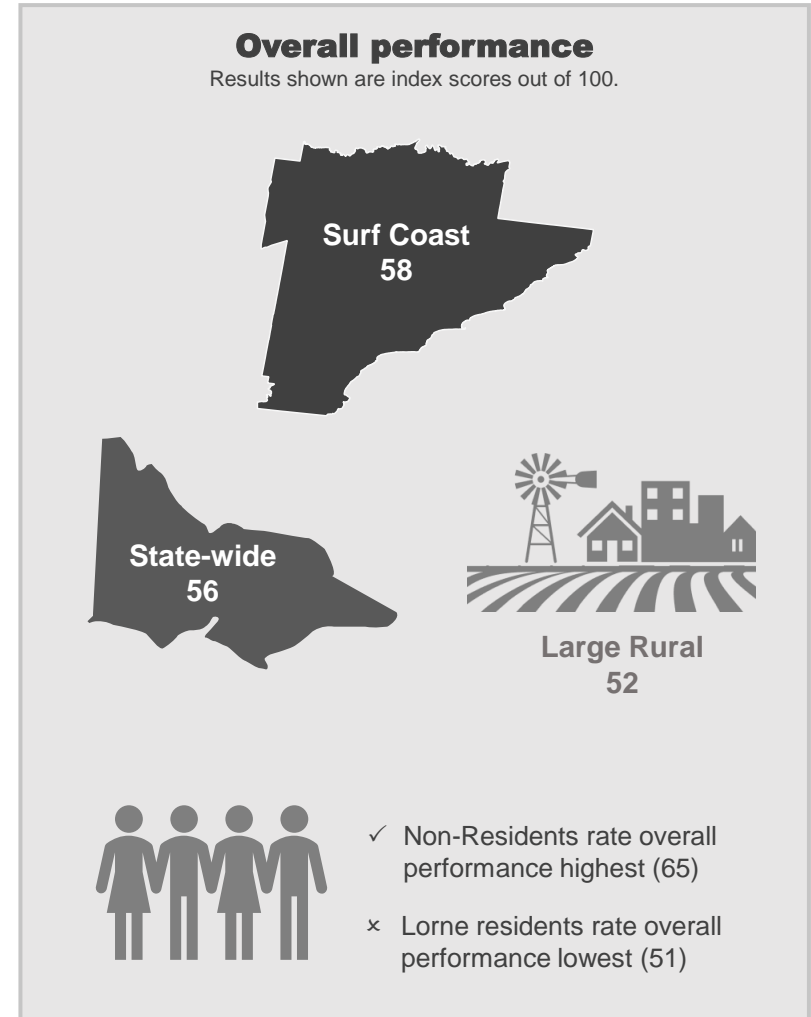 Overall performance
Results shown are index scores out of 100.
Surf Coast
58
State-wide
56
Large Rural
52
✓ Non-Residents rate overall
performance highest (65)
× Lorne residents rate overall
performance lowest (51)